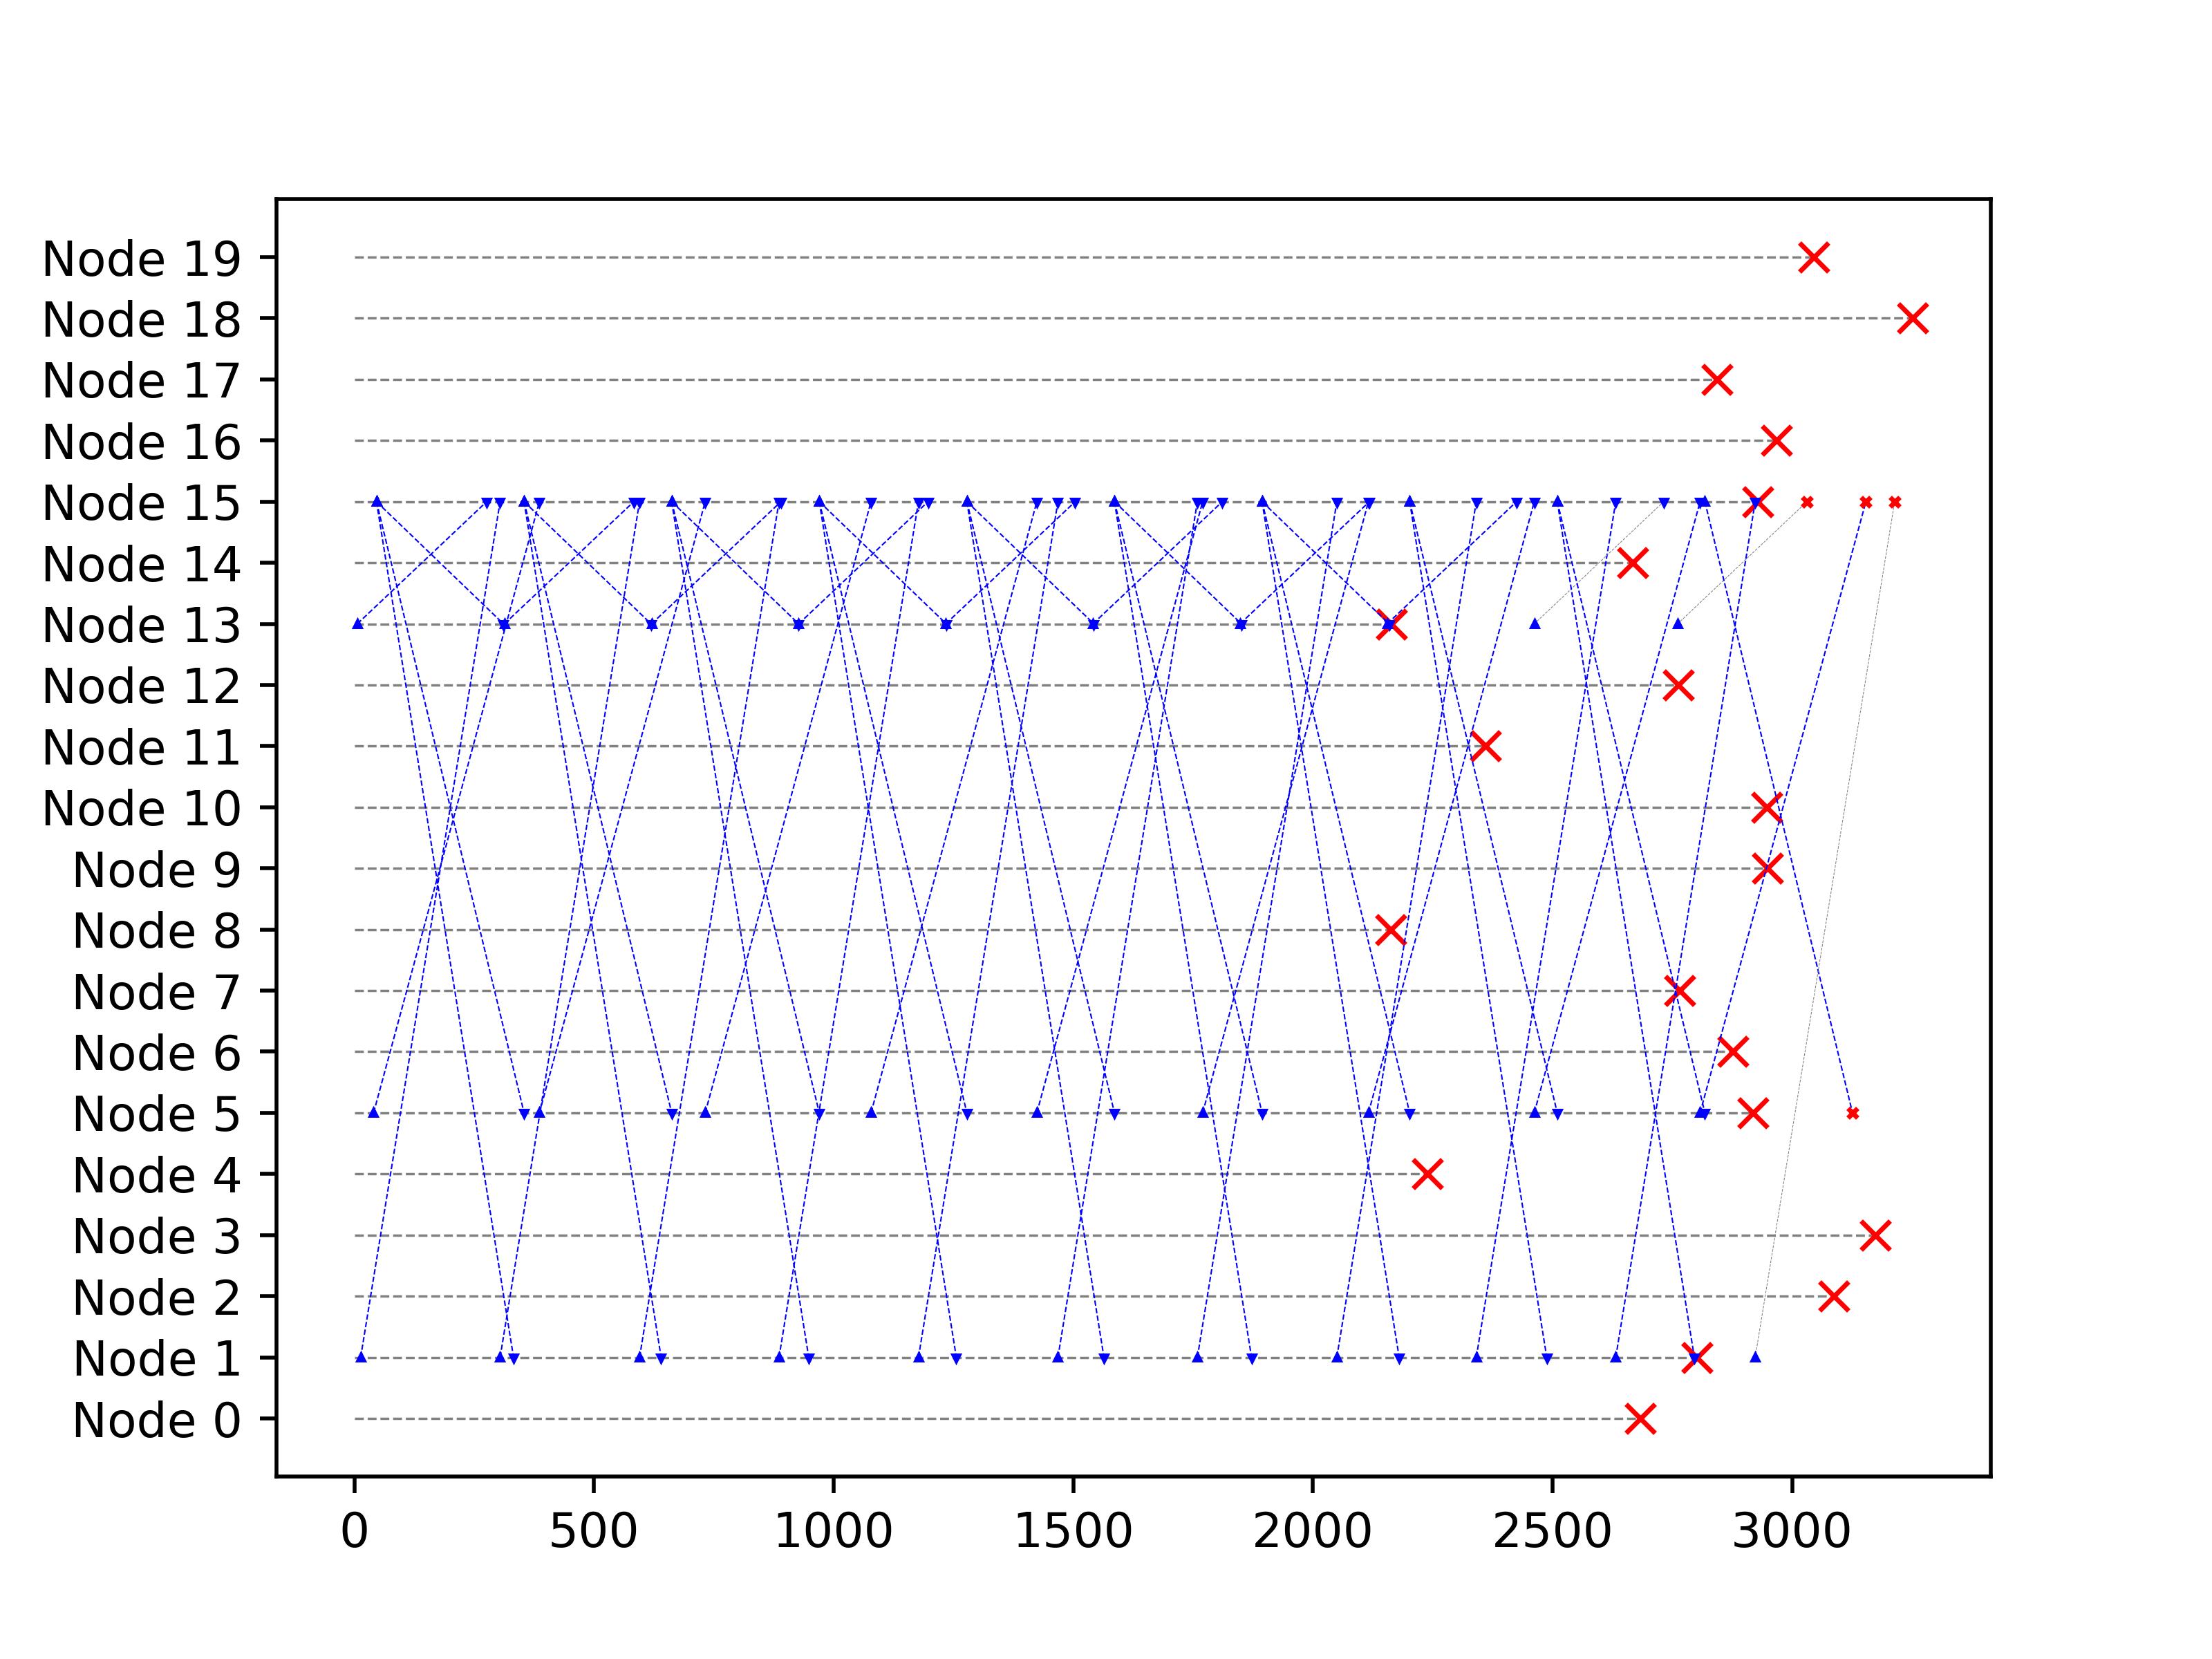 Node 19
Node 18
Node 17
Node 16
Node 15
Node 14
Node 13
Node 12
Node 11
Node 10
Node 9
Node 8
Node 7
Node 6
Node 5
Node 4
Node 3
Node 2
Node 1
Node 0
0 500 1000 1500 2000 2500 3000